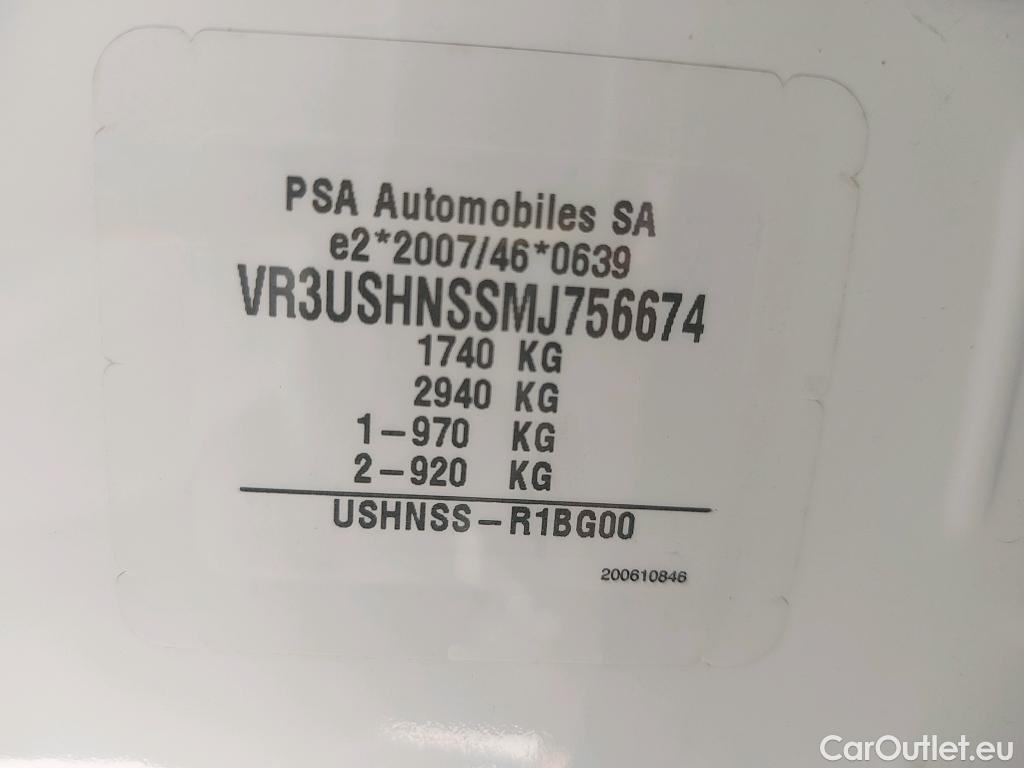 PSA Automobiles SA
e2*2007/46*0639
VR3USHNSSMJ756674
1740 KG
2940 KG
1-970 KG
2-920 KG
USHNSS-R1BG00
200610846
CarOutlet.eu